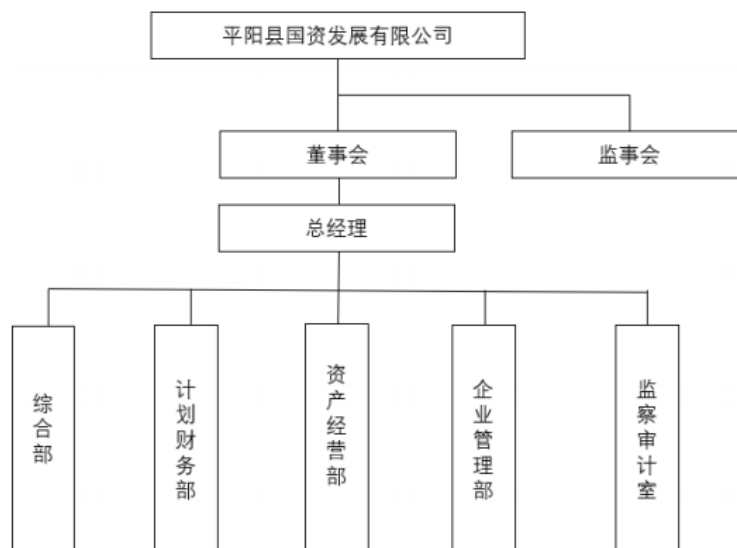 平阳县国资发展有限公司
董事会
监事会
总经理
综合部
计划财务部
资产经营部
企业管理部
监察审计室